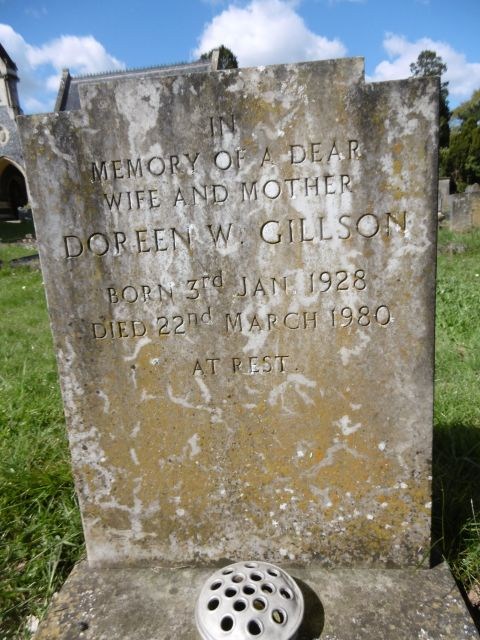 IN
MEMORY OF A DEAR
WIFE AND MOTHER
DOREEN W. GILLSON
BORN 3rd JAN. 1928
DIED 22nd MARCH 1980.
AT REST.